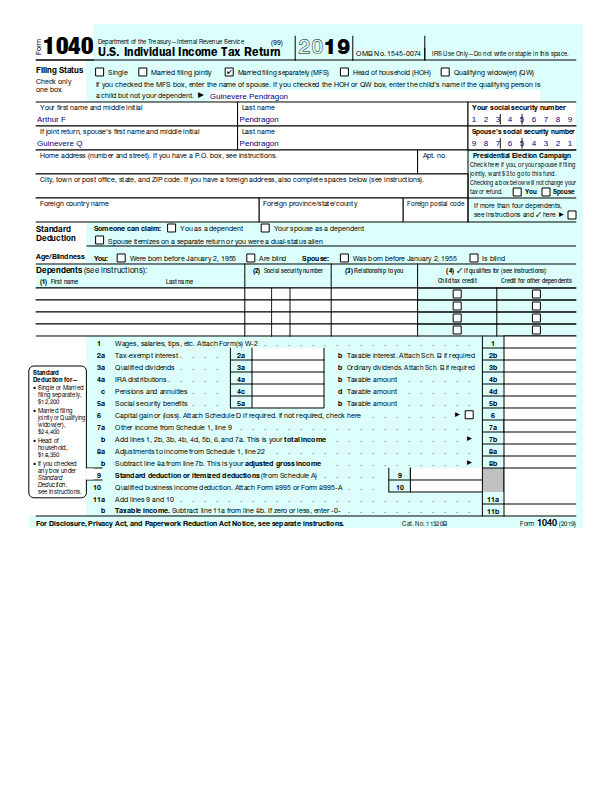 Form 1040 Department of the Treasury—Internal Revenue Service (99) U.S. Individual Income Tax Return 2019 OMB No. 1545-0074 IRS Use Only—Do not write or staple in this space.
Filing Status Single Married filing jointly ✓ Married filing separately (MFS) Head of household (HOH) Qualifying widow(er) (QW)
Check only one box. If you checked the MFS box, enter the name of spouse. If you checked the HOH or QW box, enter the child's name if the qualifying person is
a child but not your dependent. ► Guinevere Pendragon
Your first name and middle initial Last name Your social security number
Arthur F Pendragon 1 2 3 4 5 6 7 8 9
If joint return, spouse's first name and middle initial Last name Spouse's social security number
Guinevere Q Pendragon 9 8 7 6 5 4 3 2 1
Home address (number and street). If you have a P.O. box, see instructions. Apt. no.
Presidential Election Campaign
Check here if you, or your spouse if filing
jointly, want $3 to go to this fund.
Checking a box below will not change your
tax or refund. You Spouse
City, town or post office, state, and ZIP code. If you have a foreign address, also complete spaces below (see instructions).
Foreign country name Foreign province/state/county Foreign postal code If more than four dependents,
see instructions and ✓ here ►
Standard Deduction Someone can claim: You as a dependent Your spouse as a dependent
Spouse itemizes on a separate return or you were a dual-status alien
Age/Blindness You: Were born before January 2, 1955 Are blind Spouse: Was born before January 2, 1955 Is blind
Dependents (see instructions): (2) Social security number (3) Relationship to you (4) ✓ if qualifies for (see instructions):
(1) First name Last name Child tax credit Credit for other dependents
1 Wages, salaries, tips, etc. Attach Form(s) W-2 1
2a Tax-exempt interest 2a b Taxable interest. Attach Sch. B if required 2b
3a Qualified dividends 3a b Ordinary dividends. Attach Sch. B if required 3b
4a IRA distributions 4a b Taxable amount 4b
c Pensions and annuities 4c d Taxable amount 4d
5a Social security benefits 5a b Taxable amount 5b
6 Capital gain or (loss). Attach Schedule D if required. If not required, check here ► 6
7a Other income from Schedule 1, line 9 7a
b Add lines 1, 2b, 3b, 4b, 4d, 5b, 6, and 7a. This is your total income ► 7b
8a Adjustments to income from Schedule 1, line 22 8a
b Subtract line 8a from line 7b. This is your adjusted gross income ► 8b
9 Standard deduction or itemized deductions (from Schedule A) 9
10 Qualified business income deduction. Attach Form 8995 or Form 8995-A 10
11a Add lines 9 and 10 11a
b Taxable income. Subtract line 11a from line 8b. If zero or less, enter -0- 11b
Standard
Deduction for—
• Single or Married
filing separately,
$12,200
• Married filing
jointly or Qualifying
widow(er),
$24,400
• Head of
household,
$18,350
• If you checked
any box under
Standard
Deduction,
see instructions.
For Disclosure, Privacy Act, and Paperwork Reduction Act Notice, see separate instructions. Cat. No. 11320B Form 1040 (2019)